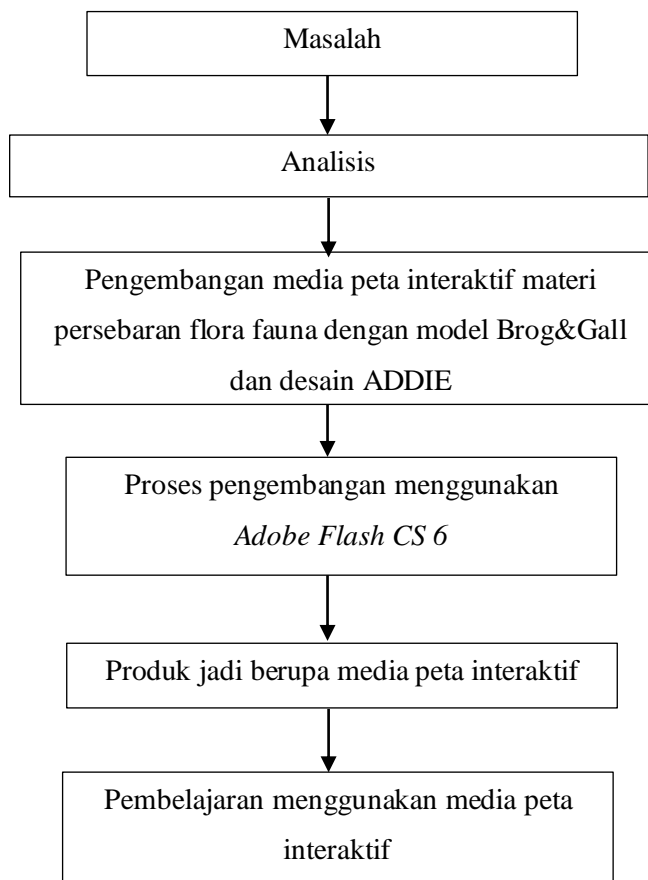 Masalah
Analisis
Pengembangan media peta interaktif materi
persebaran flora fauna dengan model Brog&Gall
dan desain ADDIE
Proses pengembangan menggunakan
Adobe Flash CS 6
Produk jadi berupa media peta interaktif
Pembelajaran menggunakan media peta
interaktif